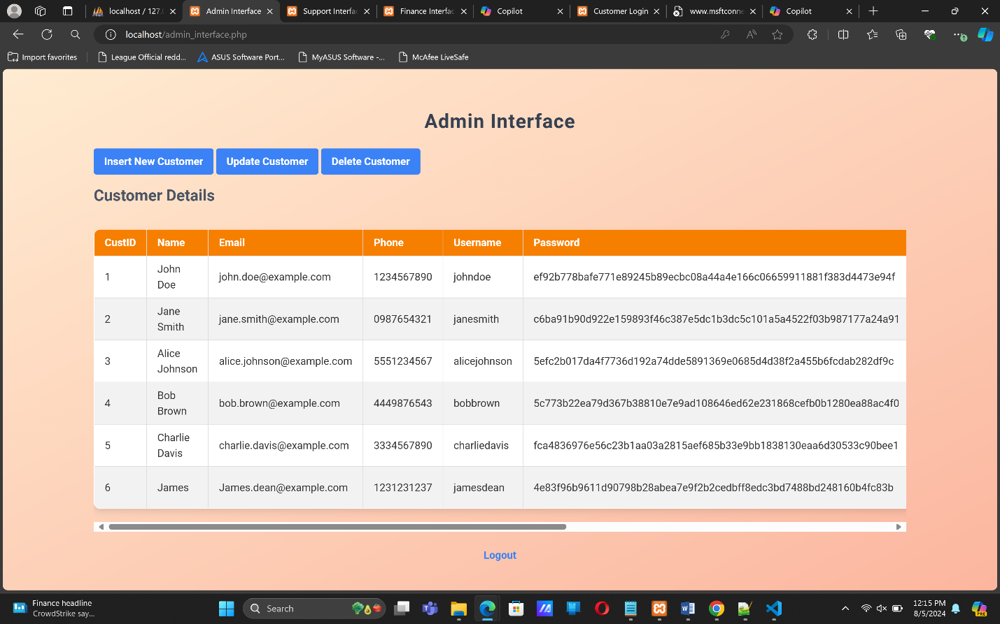 localhost / 127.0
Admin Interface
Support Interfac
Finance Interfac
Copilot
Customer Login
www.msftconne
Copilot
localhost/admin_interface.php
Import favorites
League Official redd...
ASUS Software Port...
MyASUS Software -...
McAfee LiveSafe
Admin Interface
Insert New Customer Update Customer Delete Customer
Customer Details
CustID Name Email Phone Username Password
1 John Doe john.doe@example.com 1234567890 johndoe ef92b778bafe771e89245b89ecbc08a44a4e166c06659911881f383d4473e94f
2 Jane Smith jane.smith@example.com 0987654321 janesmith c6ba91b90d922e159893f46c387e5dc1b3dc5c101a5a4522f03b987177a24a91
3 Alice Johnson alice.johnson@example.com 5551234567 alicejohnson 5efc2b017da4f7736d192a74dde5891369e0685d4d38f2a455b6fcdab282df9c
4 Bob Brown bob.brown@example.com 4449876543 bobbrown 5c773b22ea79d367b38810e7e9ad108646ed62e231868cefb0b1280ea88ac4f0
5 Charlie Davis charlie.davis@example.com 3334567890 charliedavis fca4836976e56c23b1aa03a2815aef685b33e9bb1838130eaa6d30533c90bee1
6 James James.dean@example.com 1231231237 jamesdean 4e83f96b9611d90798b28abea7e9f2b2cedbff8edc3bd7488bd248160b4fc83b
Logout
Finance headline
CrowdStrike say...
Search
12:15 PM
8/5/2024
PRE